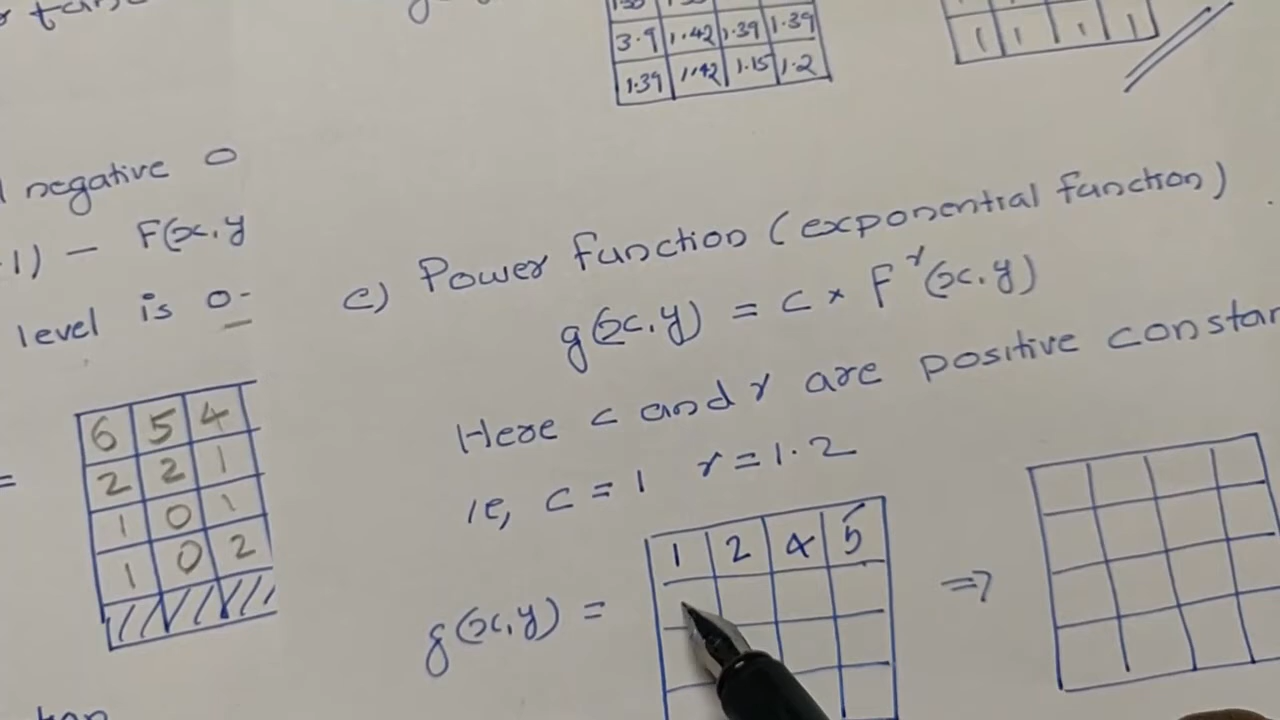 3.9 1.42 1.39 1.39
1.39 1.42 1.15 1.2
1 1 1 1
negative 0
1) - F(x,y
level is 0-
6 5 4
2 2 1
1 0 1
1 0 2
c) Power function (exponential function)
g(x,y) = c × F^γ(x,y)
Here c and γ are positive constan
ie, c = 1 γ = 1.2
g(x,y) =
1 2 4 5
⇒